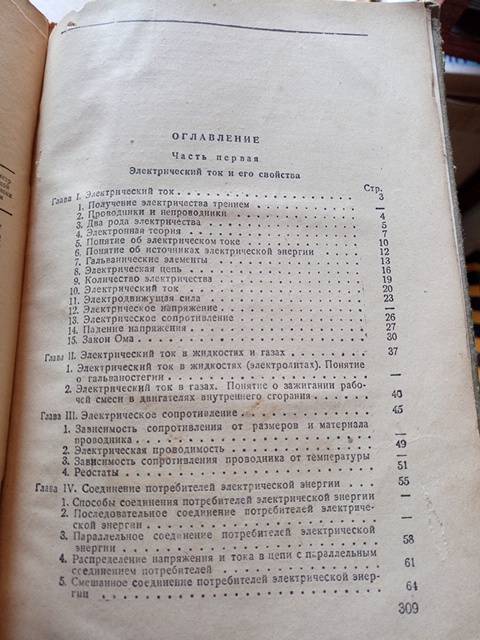 ОГЛАВЛЕНИЕ
Часть первая
Электрический ток и его свойства
Стр.
Глава I. Электрический ток . . . 3
1. Получение электричества трением . . . —
2. Проводники и непроводники . . . 4
3. Два рода электричества . . . 5
4. Электронная теория . . . 7
5. Понятие об электрическом токе . . . 10
6. Понятие об источниках электрической энергии . . . 12
7. Гальванические элементы . . . 13
8. Электрическая цепь . . . 16
9. Количество электричества . . . 19
10. Электрический ток . . . 20
11. Электродвижущая сила . . . 23
12. Электрическое напряжение . . . —
13. Электрическое сопротивление . . . 26
14. Падение напряжения . . . 27
15. Закон Ома . . . 30
Глава II. Электрический ток в жидкостях и газах . . . 37
1. Электрический ток в жидкостях (электролитах). Понятие
о гальваностегии . . . —
2. Электрический ток в газах. Понятие о зажигании рабо-
чей смеси в двигателях внутреннего сгорания . . . 40
Глава III. Электрическое сопротивление . . . 45
1. Зависимость сопротивления от размеров и материала
проводника . . . —
2. Электрическая проводимость . . . 49
3. Зависимость сопротивления проводника от температуры —
4. Реостаты . . . 51
Глава IV. Соединение потребителей электрической энергии . . . 55
1. Способы соединения потребителей электрической энергии —
2. Последовательное соединение потребителей электриче-
ской энергии . . . —
3. Параллельное соединение потребителей электрической
энергии . . . 58
4. Распределение напряжения и тока в цепи с параллельным
соединением потребителей . . . 61
5. Смешанное соединение потребителей электрической энер-
гии . . . 64
309